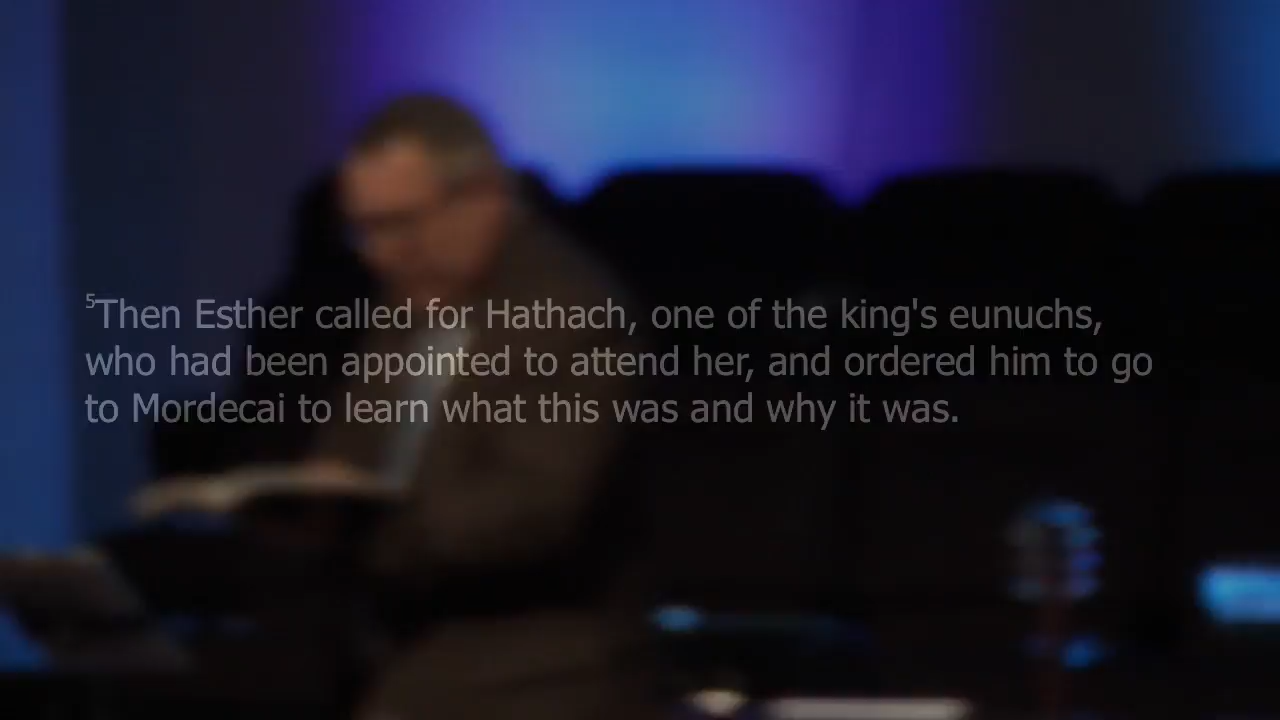 ⁵Then Esther called for Hathach, one of the king's eunuchs,
who had been appointed to attend her, and ordered him to go
to Mordecai to learn what this was and why it was.